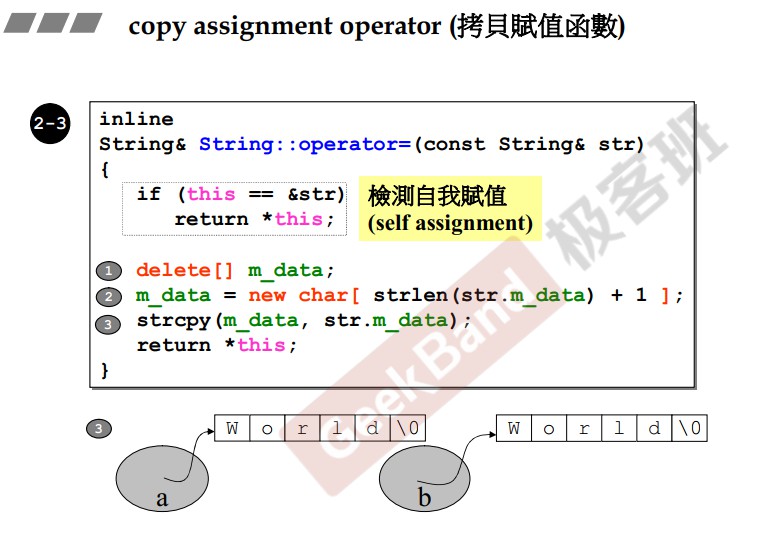 copy assignment operator (拷貝賦值函數)
2-3
inline
String& String::operator=(const String& str)
{
if (this == &str)
return *this;
檢測自我賦值
(self assignment)
1 delete[] m_data;
2 m_data = new char[ strlen(str.m_data) + 1 ];
3 strcpy(m_data, str.m_data);
return *this;
}
3
W o r l d \0
W o r l d \0
a
b
GeekBand 极客班